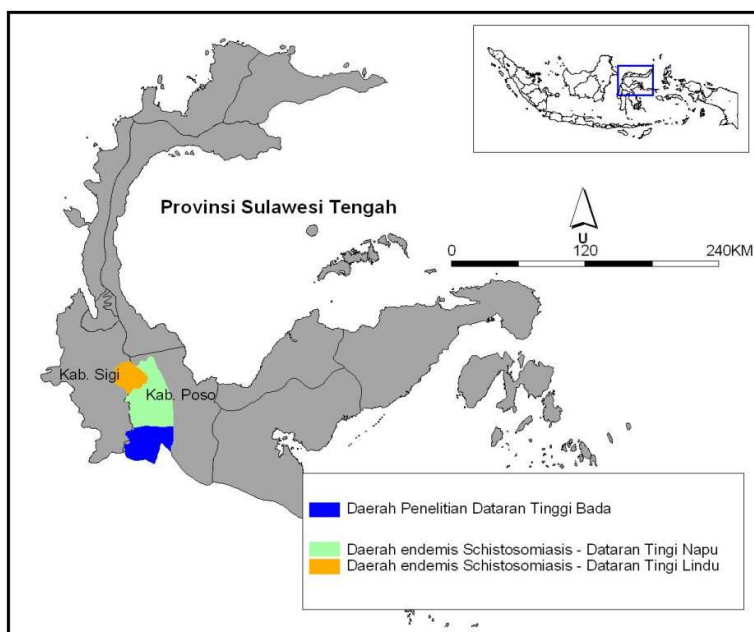 Provinsi Sulawesi Tengah
U
0 120 240KM
Kab. Sigi
Kab. Poso
Daerah Penelitian Dataran Tinggi Bada
Daerah endemis Schistosomiasis - Dataran Tingi Napu
Daerah endemis Schistosomiasis - Dataran Tingi Lindu